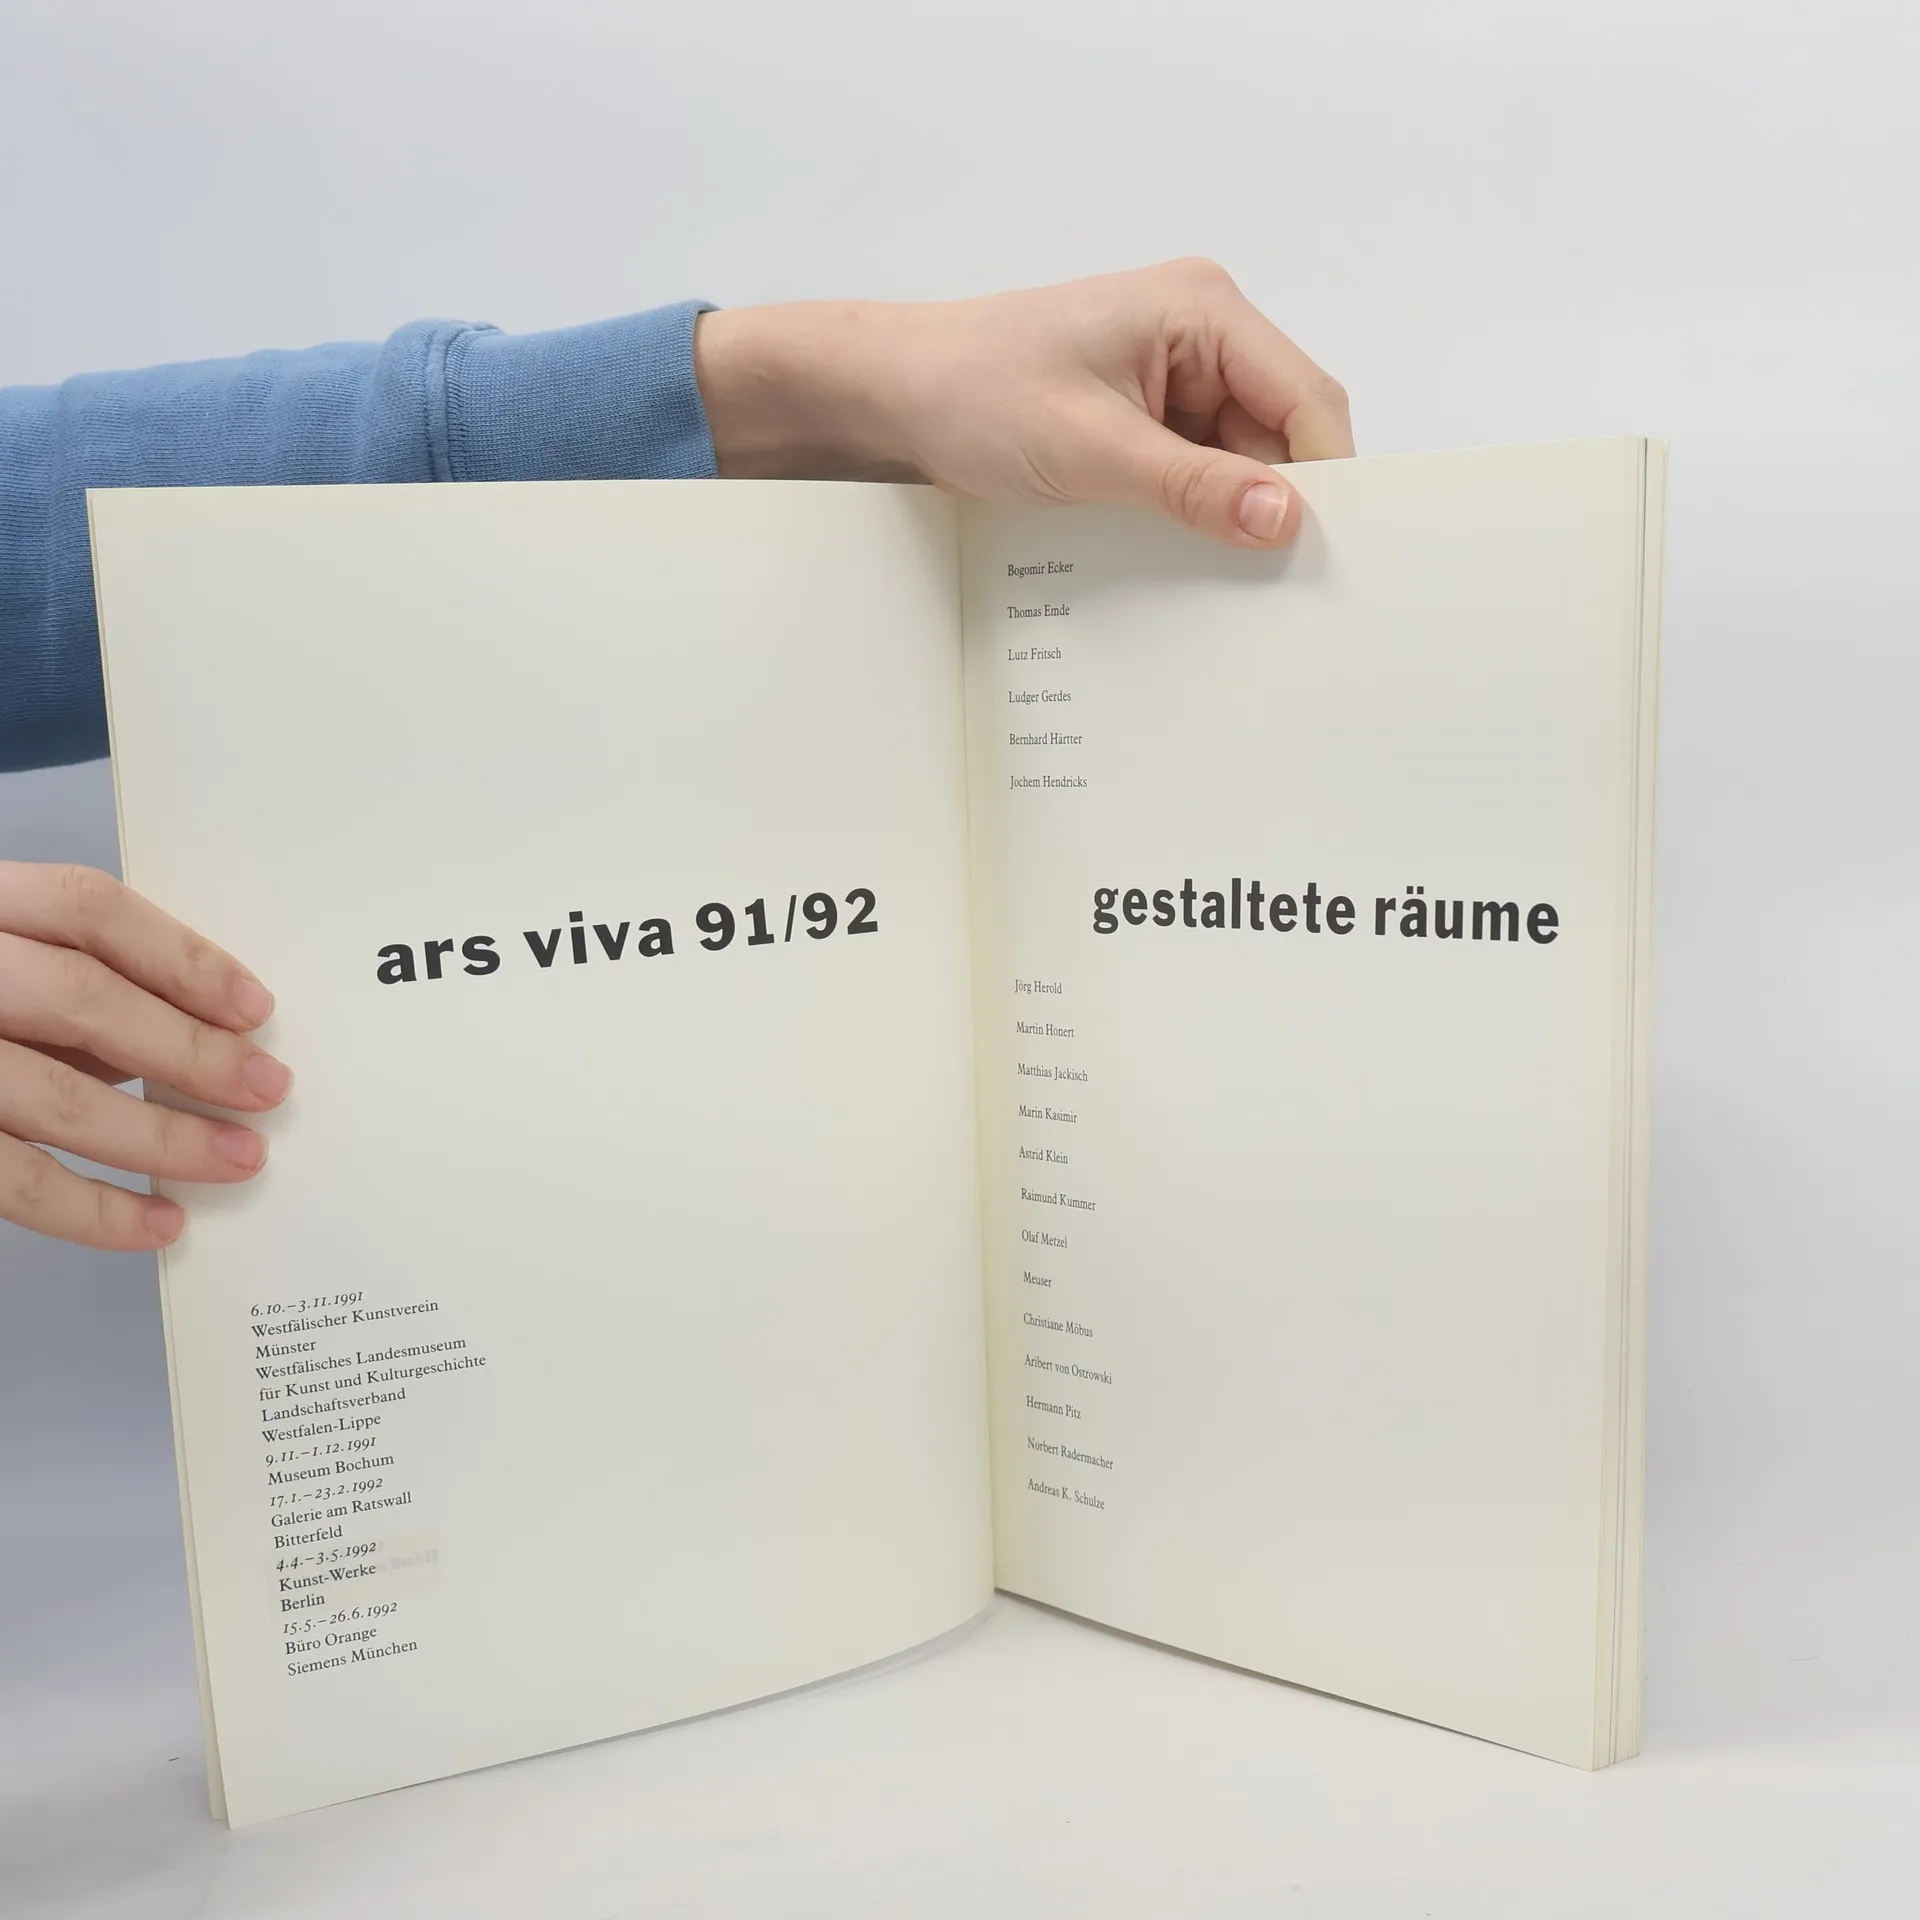 ars viva 91/92
6.10.–3.11.1991
Westfälischer Kunstverein
Münster
Westfälisches Landesmuseum
für Kunst und Kulturgeschichte
Landschaftsverband
Westfalen-Lippe
9.11.–1.12.1991
Museum Bochum
17.1.–23.2.1992
Galerie am Ratswall
Bitterfeld
4.4.–3.5.1992
Kunst-Werke
Berlin
15.5.–26.6.1992
Büro Orange
Siemens München
Bogomir Ecker
Thomas Emde
Lutz Fritsch
Ludger Gerdes
Bernhard Härtter
Jochem Hendricks
gestaltete räume
Jörg Herold
Martin Honert
Matthias Jackisch
Marin Kasimir
Astrid Klein
Raimund Kummer
Olaf Metzel
Meuser
Christiane Möbus
Aribert von Ostrowski
Hermann Pitz
Norbert Radermacher
Andreas K. Schulze